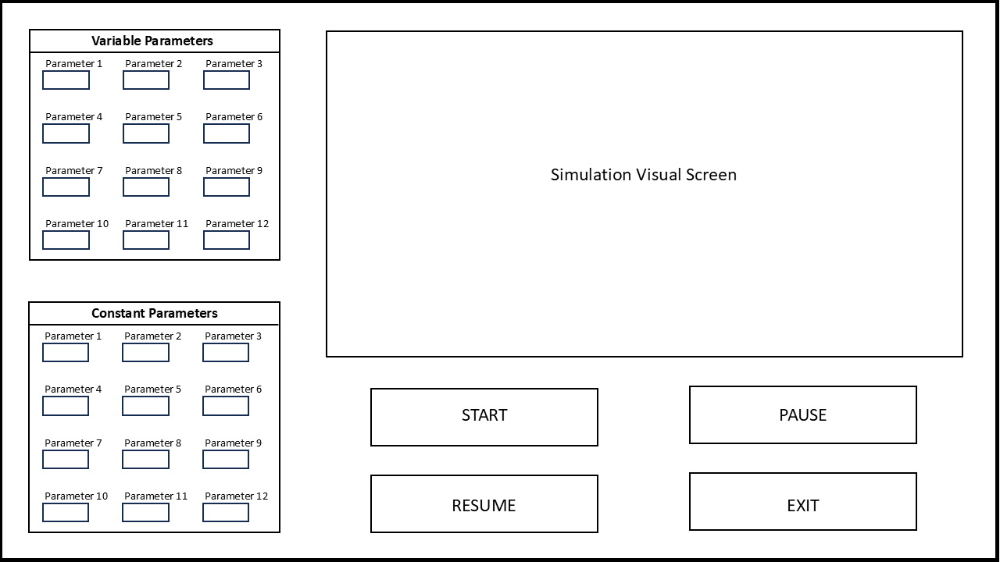 Variable Parameters
Parameter 1 Parameter 2 Parameter 3
Parameter 4 Parameter 5 Parameter 6
Parameter 7 Parameter 8 Parameter 9
Parameter 10 Parameter 11 Parameter 12
Constant Parameters
Parameter 1 Parameter 2 Parameter 3
Parameter 4 Parameter 5 Parameter 6
Parameter 7 Parameter 8 Parameter 9
Parameter 10 Parameter 11 Parameter 12
Simulation Visual Screen
START PAUSE
RESUME EXIT